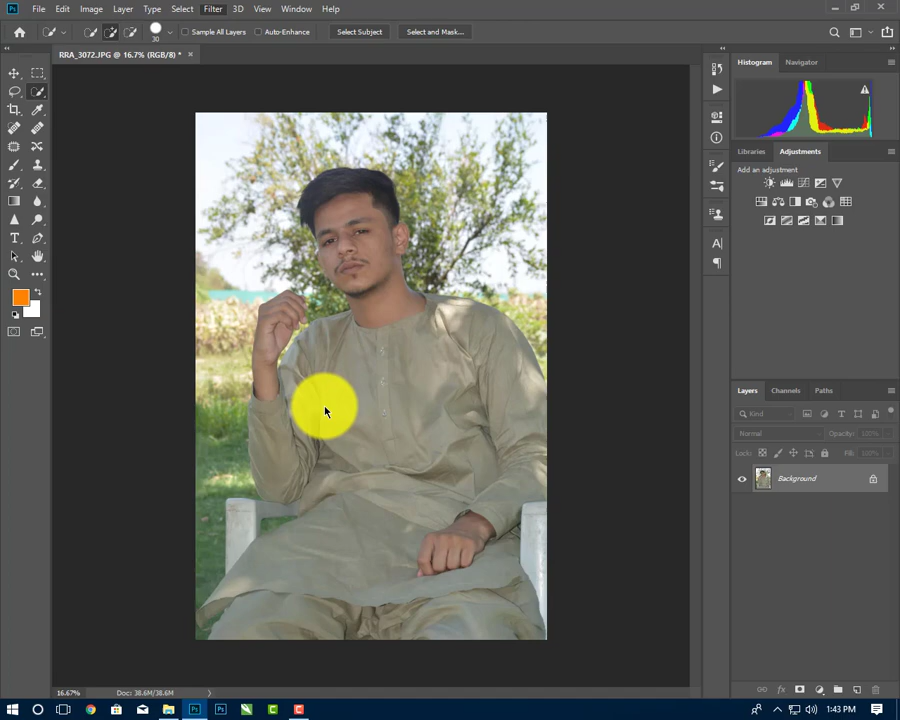 Ps File Edit Image Layer Type Select Filter 3D View Window Help
30 Sample All Layers Auto-Enhance Select Subject Select and Mask...
RRA_3072.JPG @ 16.7% (RGB/8) * ×
Histogram Navigator
Libraries Adjustments
Add an adjustment
Layers Channels Paths
Kind
Normal Opacity: 100%
Lock: Fill: 100%
Background
16.67% Doc: 38.6M/38.6M
1:43 PM